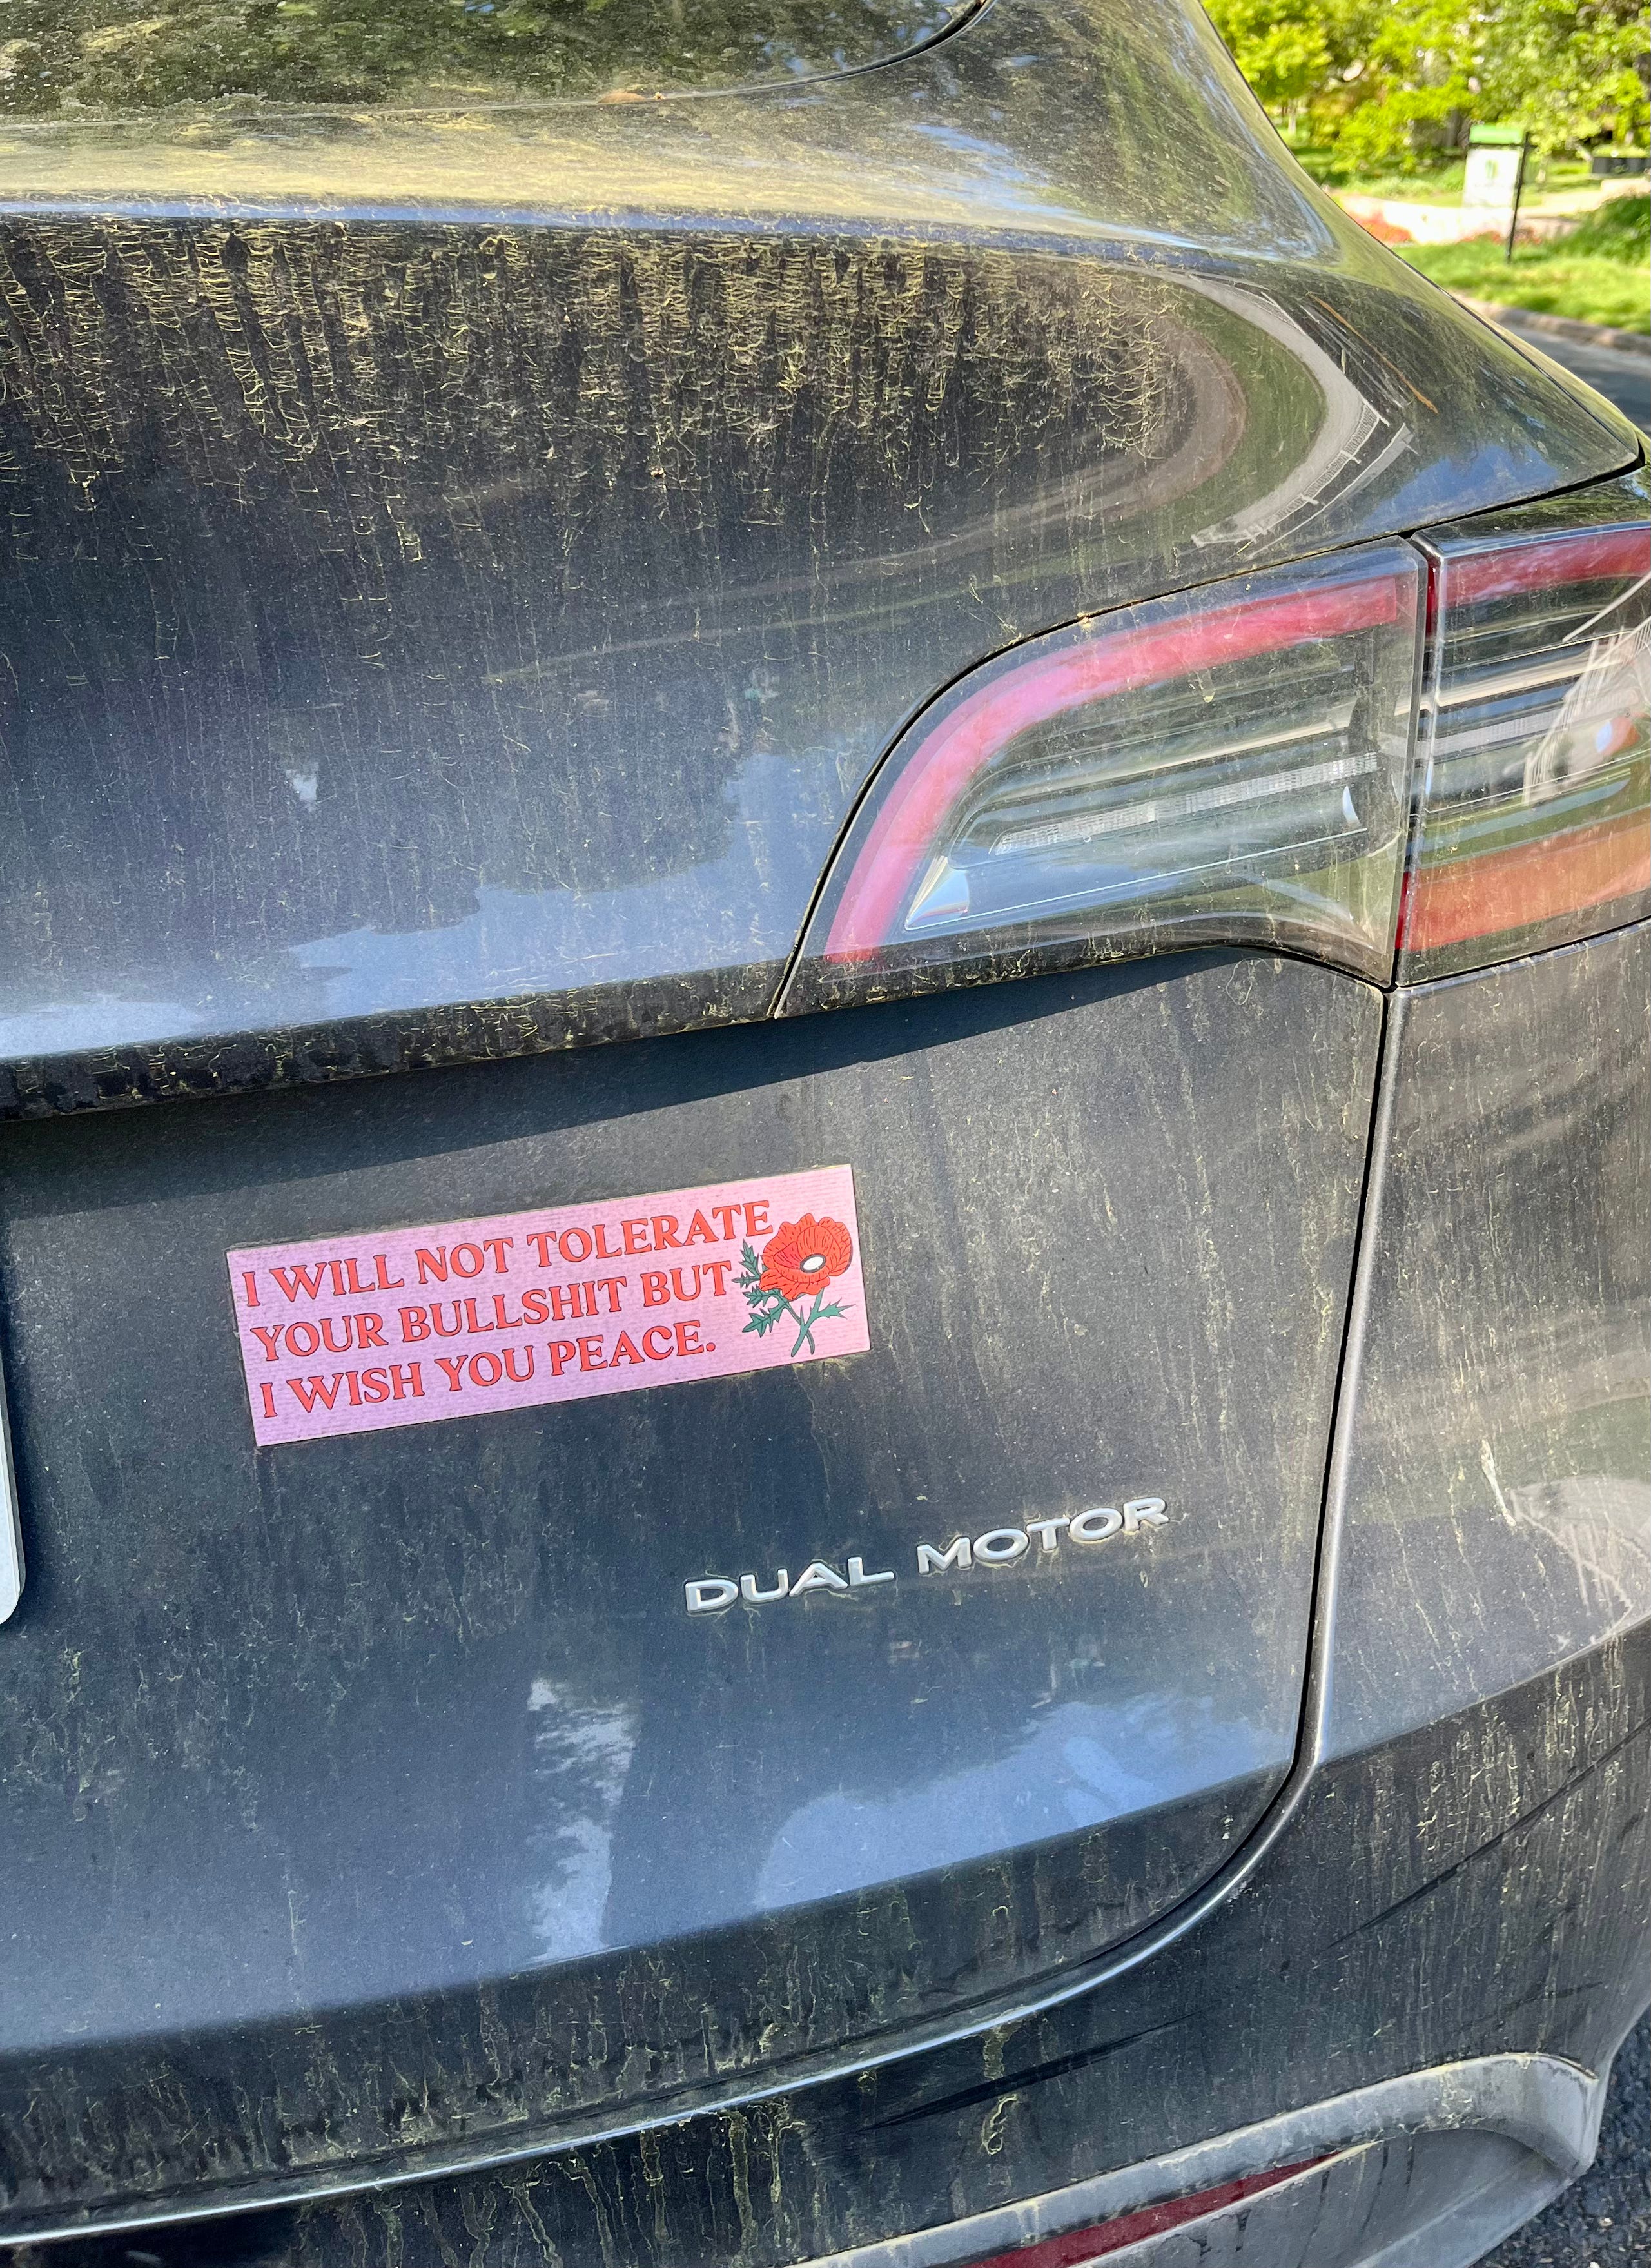 I WILL NOT TOLERATE
YOUR BULLSHIT BUT
I WISH YOU PEACE.
DUAL MOTOR